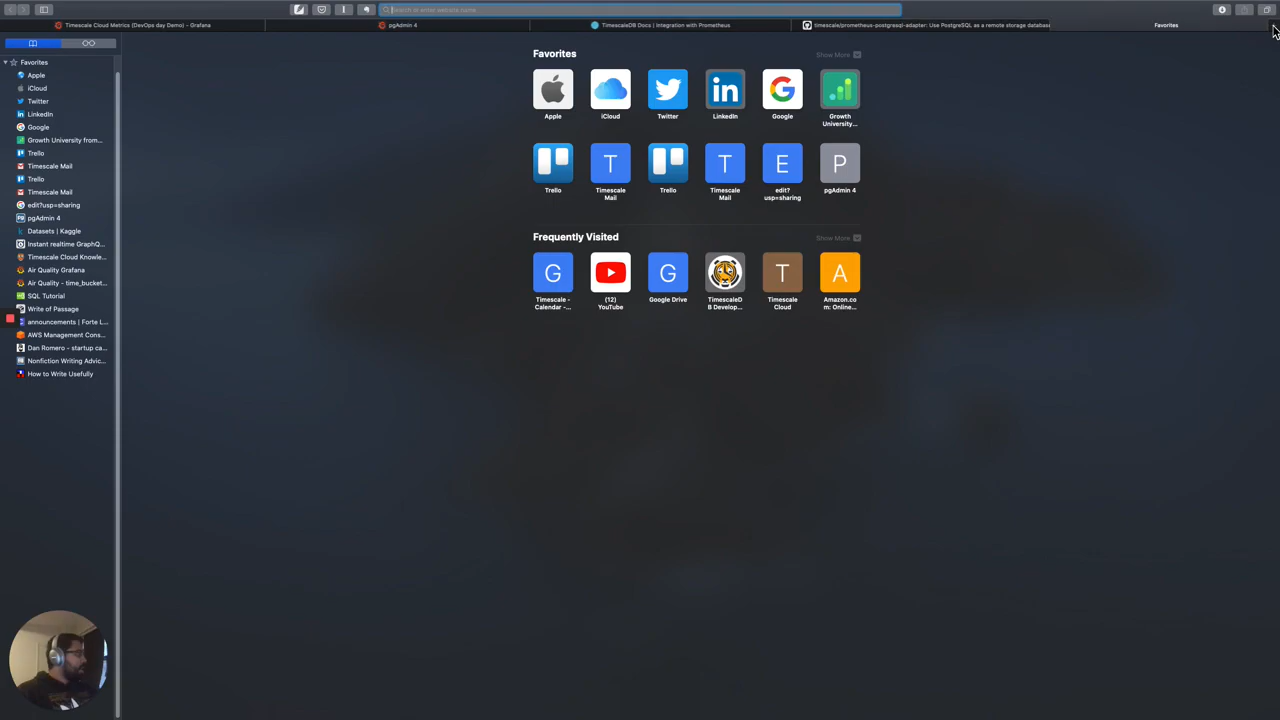 Search or enter website name
Timescale Cloud Metrics (DevOps day Demo) - Grafana
pgAdmin 4
TimescaleDB Docs | Integration with Prometheus
timescale/prometheus-postgresql-adapter: Use PostgreSQL as a remote storage database
Favorites
Favorites
Apple
iCloud
Twitter
LinkedIn
Google
Growth University from...
Trello
Timescale Mail
Trello
Timescale Mail
edit?usp=sharing
pgAdmin 4
Datasets | Kaggle
Instant realtime GraphQ...
Timescale Cloud Knowle...
Air Quality Grafana
Air Quality - time_bucket...
SQL Tutorial
Write of Passage
announcements | Forte L...
AWS Management Cons...
Dan Romero - startup ca...
Nonfiction Writing Advic...
How to Write Usefully
Favorites
Show More
in
G
Apple
iCloud
Twitter
LinkedIn
Google
Growth
University...
T
T
E
P
Trello
Timescale
Mail
Trello
Timescale
Mail
edit?
usp=sharing
pgAdmin 4
Frequently Visited
Show More
G
G
T
A
Timescale -
Calendar -...
(12)
YouTube
Google Drive
TimescaleD
B Develop...
Timescale
Cloud
Amazon.co
m: Online...